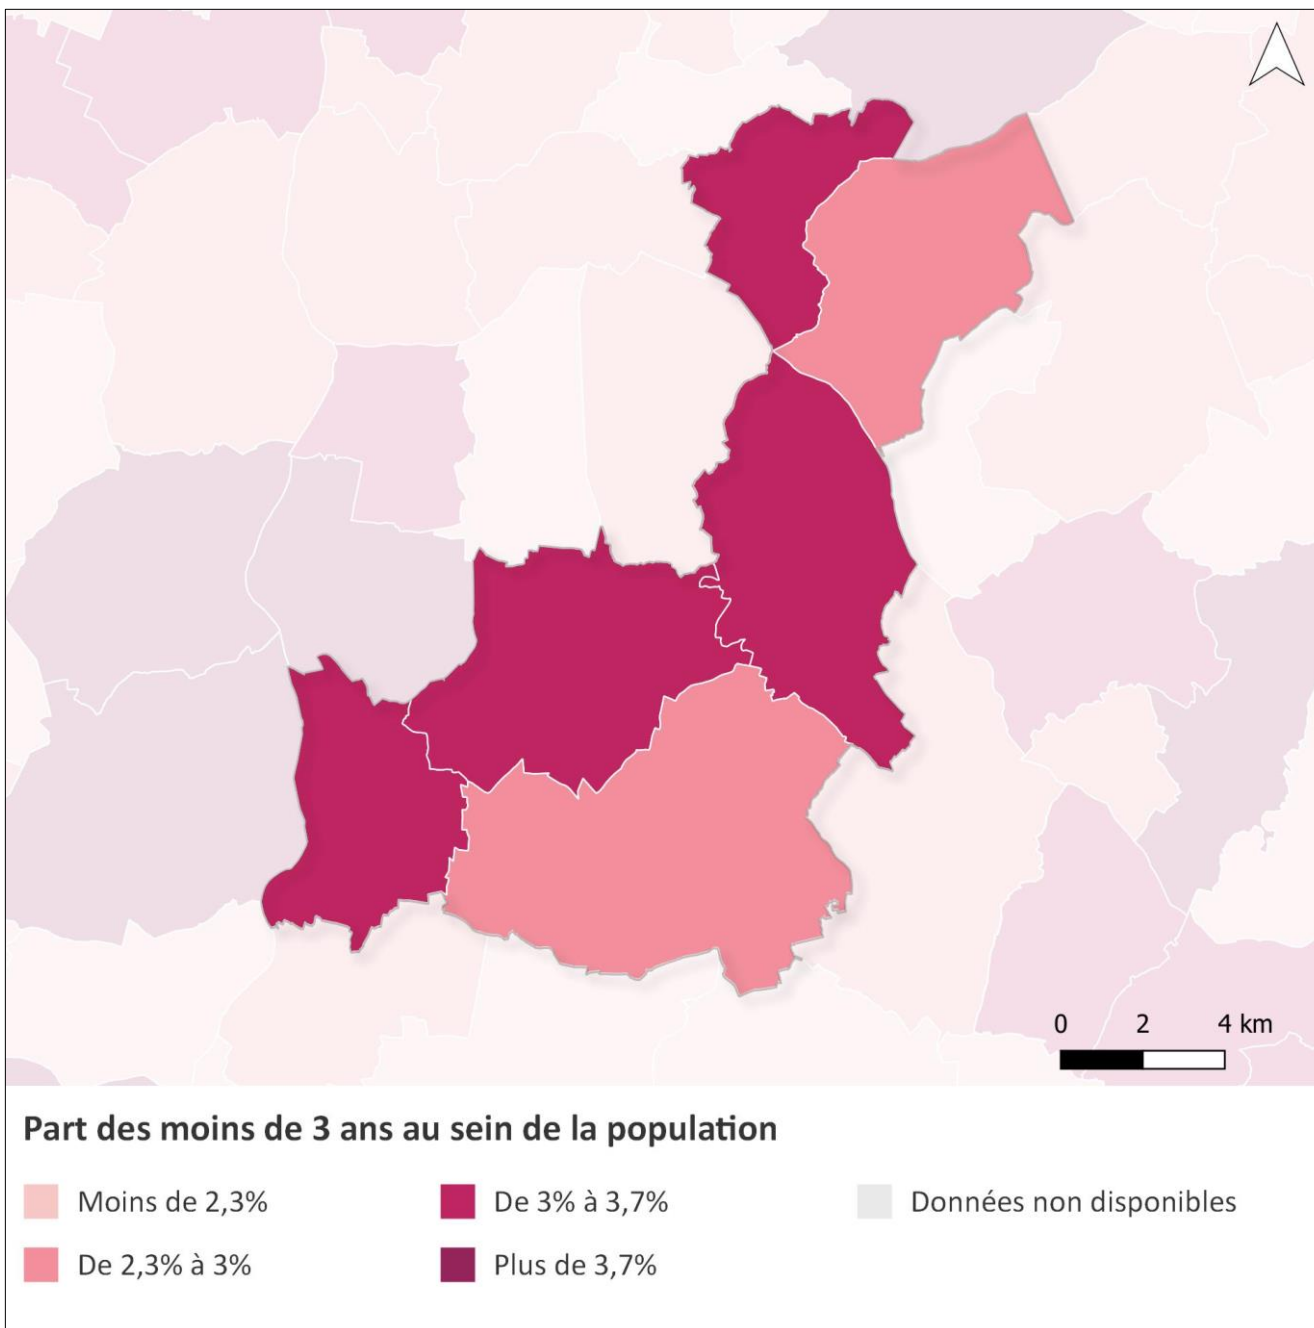 0 2 4 km
Part des moins de 3 ans au sein de la population
Moins de 2,3%
De 2,3% à 3%
De 3% à 3,7%
Plus de 3,7%
Données non disponibles